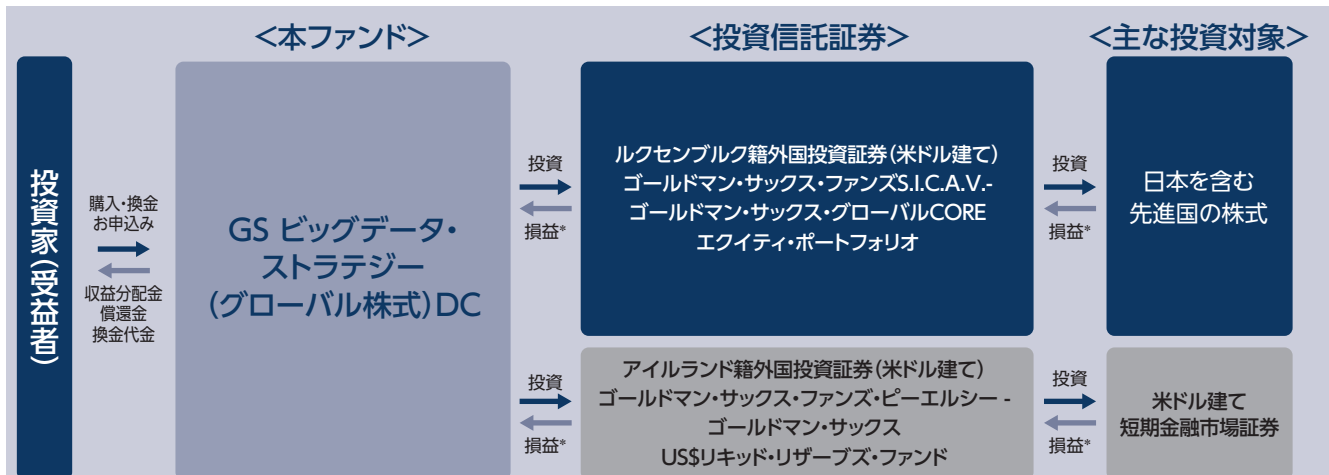 <本ファンド>
<投資信託証券>
<主な投資対象>
投資家(受益者)
購入・換金
お申込み
収益分配金
償還金
換金代金
GS ビッグデータ・
ストラテジー
(グローバル株式)DC
投資
損益*
ルクセンブルク籍外国投資証券(米ドル建て)
ゴールドマン・サックス・ファンズS.I.C.A.V.-
ゴールドマン・サックス・グローバルCORE
エクイティ・ポートフォリオ
投資
損益*
日本を含む
先進国の株式
投資
損益*
アイルランド籍外国投資証券(米ドル建て)
ゴールドマン・サックス・ファンズ・ピーエルシー -
ゴールドマン・サックス
US$リキッド・リザーブズ・ファンド
投資
損益*
米ドル建て
短期金融市場証券